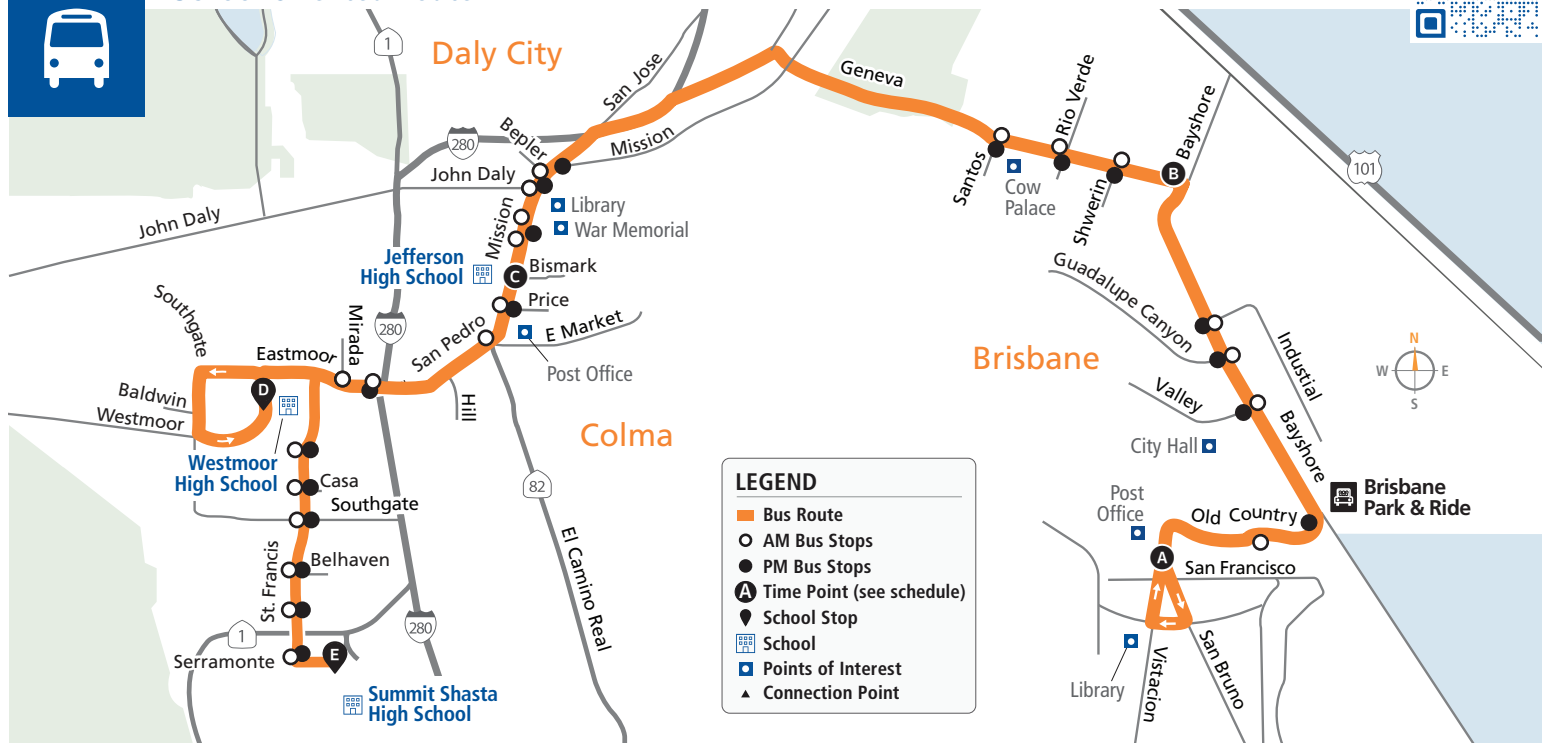 1
Daly City
San Jose
Geneva
Rio Verde
Bayshore
101
280
Bepler
Mission
John Daly
Santos
Cow
Palace
Shwerin
B
John Daly
Library
War Memorial
Mission
Jefferson
High School
C
Bismark
Guadalupe Canyon
Southgate
Mirada
280
Price
San Pedro
E Market
Industial
Eastmoor
Brisbane
N
W
E
S
Post Office
D
Baldwin
Westmoor
Hill
Valley
Bayshore
Colma
City Hall
Westmoor
High School
Casa
Southgate
82
Brisbane
Park & Ride
Post
Office
Old Country
El Camino Real
A
San Francisco
Belhaven
St. Francis
1
280
Serramonte
E
Summit Shasta
High School
Library
Vistacion
San Bruno
LEGEND
Bus Route
AM Bus Stops
PM Bus Stops
A Time Point (see schedule)
School Stop
School
Points of Interest
Connection Point